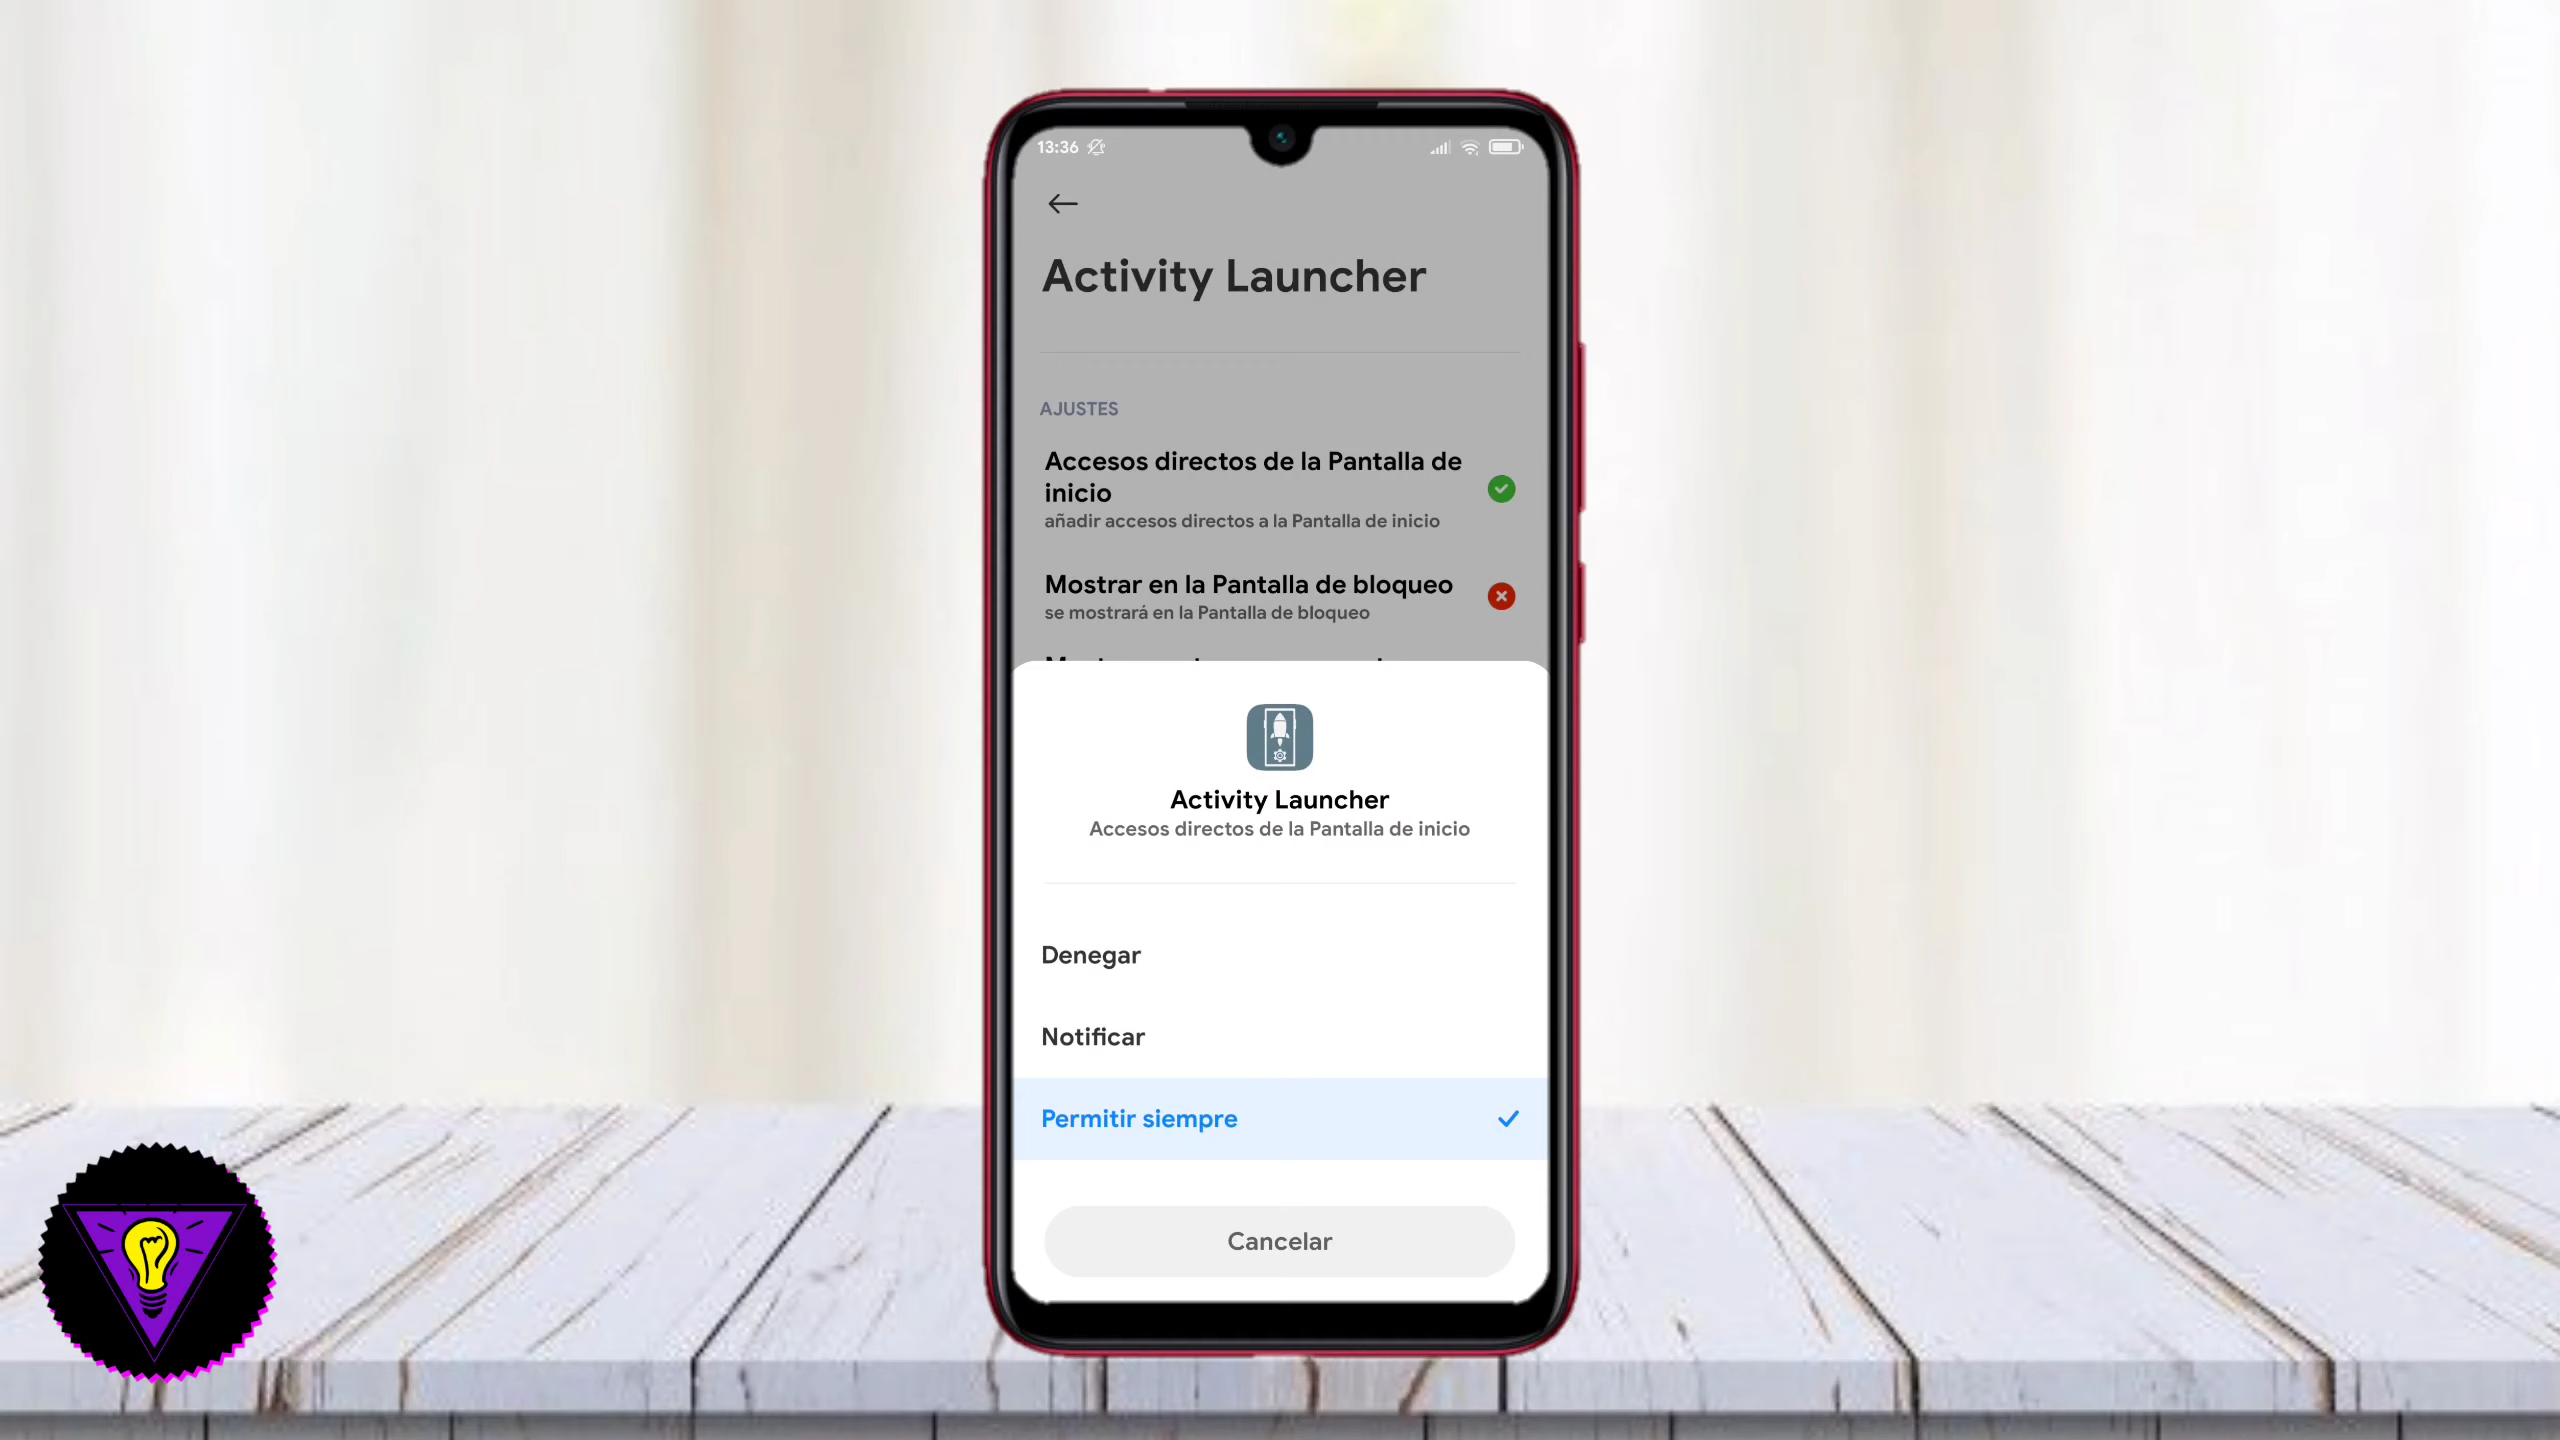 13:36
Activity Launcher
AJUSTES
Accesos directos de la Pantalla de
inicio
añadir accesos directos a la Pantalla de inicio
Mostrar en la Pantalla de bloqueo
se mostrará en la Pantalla de bloqueo
Activity Launcher
Accesos directos de la Pantalla de inicio
Denegar
Notificar
Permitir siempre
Cancelar